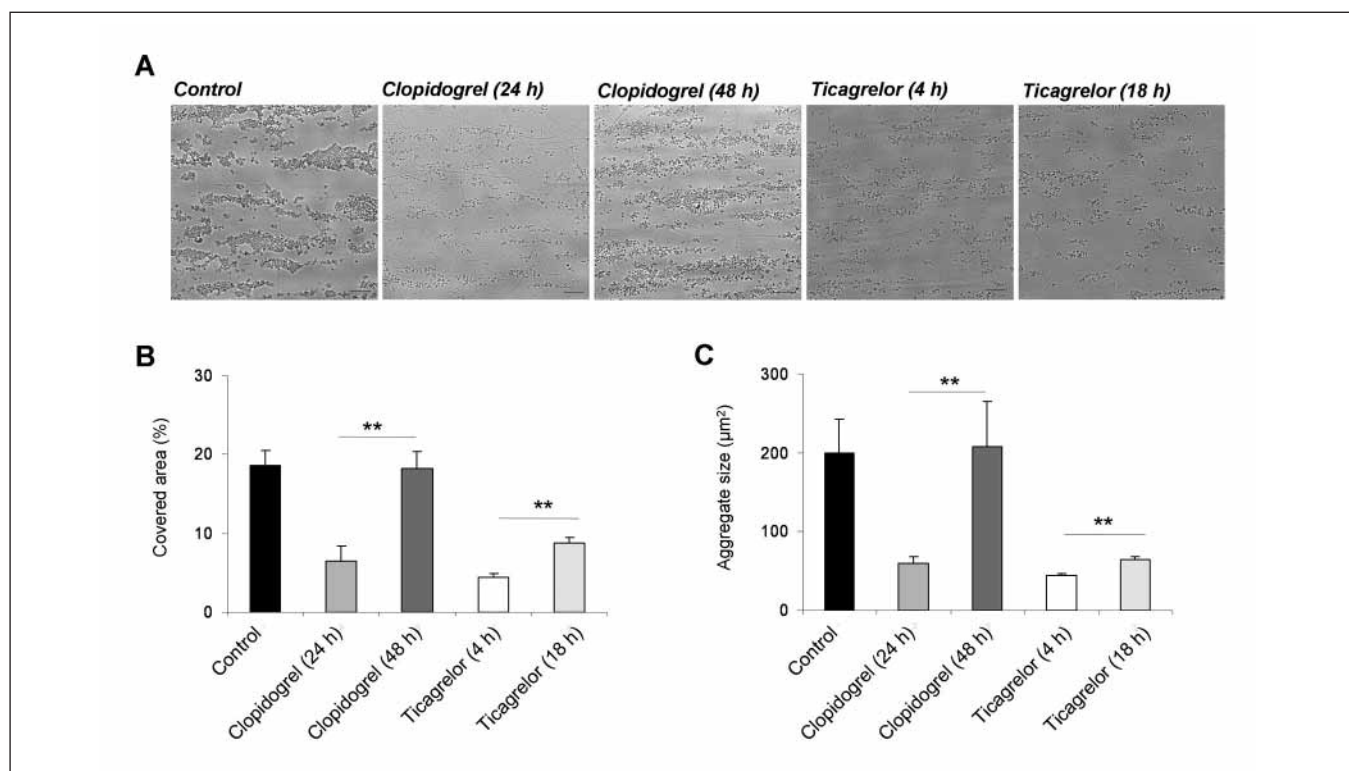 A
Control Clopidogrel (24 h) Clopidogrel (48 h) Ticagrelor (4 h) Ticagrelor (18 h)
B
30
20
10
0
Covered area (%)
**
**
Control
Clopidogrel (24 h)
Clopidogrel (48 h)
Ticagrelor (4 h)
Ticagrelor (18 h)
C
300
200
100
0
Aggregate size (µm²)
**
**
Control
Clopidogrel (24 h)
Clopidogrel (48 h)
Ticagrelor (4 h)
Ticagrelor (18 h)